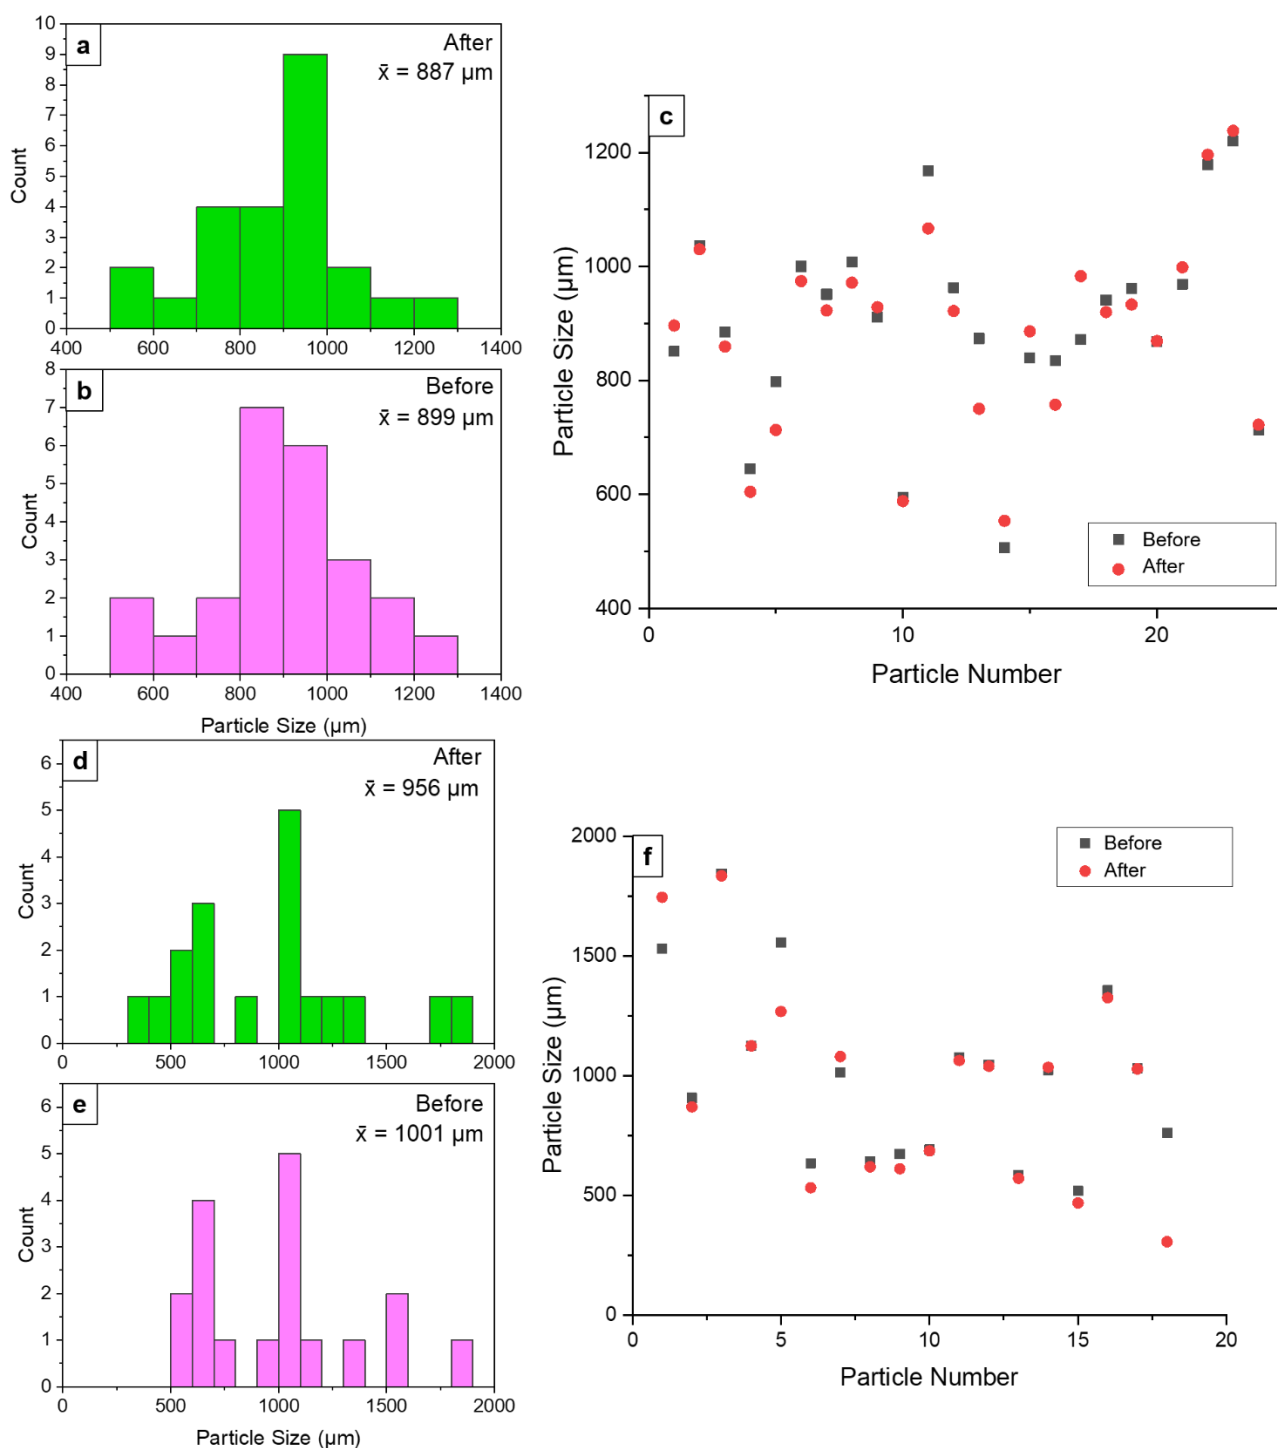 a
After
x̄ = 887 µm
10
9
8
7
6
5
4
3
2
1
0
Count
400
600
800
1000
1200
1400
b
Before
x̄ = 899 µm
8
7
6
5
4
3
2
1
0
Count
400
600
800
1000
1200
1400
Particle Size (µm)
c
1200
1000
800
600
400
Particle Size (µm)
0
10
20
Particle Number
Before
After
d
After
x̄ = 956 µm
6
5
4
3
2
1
0
Count
0
500
1000
1500
2000
e
Before
x̄ = 1001 µm
6
5
4
3
2
1
0
Count
0
500
1000
1500
2000
Particle Size (µm)
f
Before
After
2000
1500
1000
500
0
Particle Size (µm)
0
5
10
15
20
Particle Number